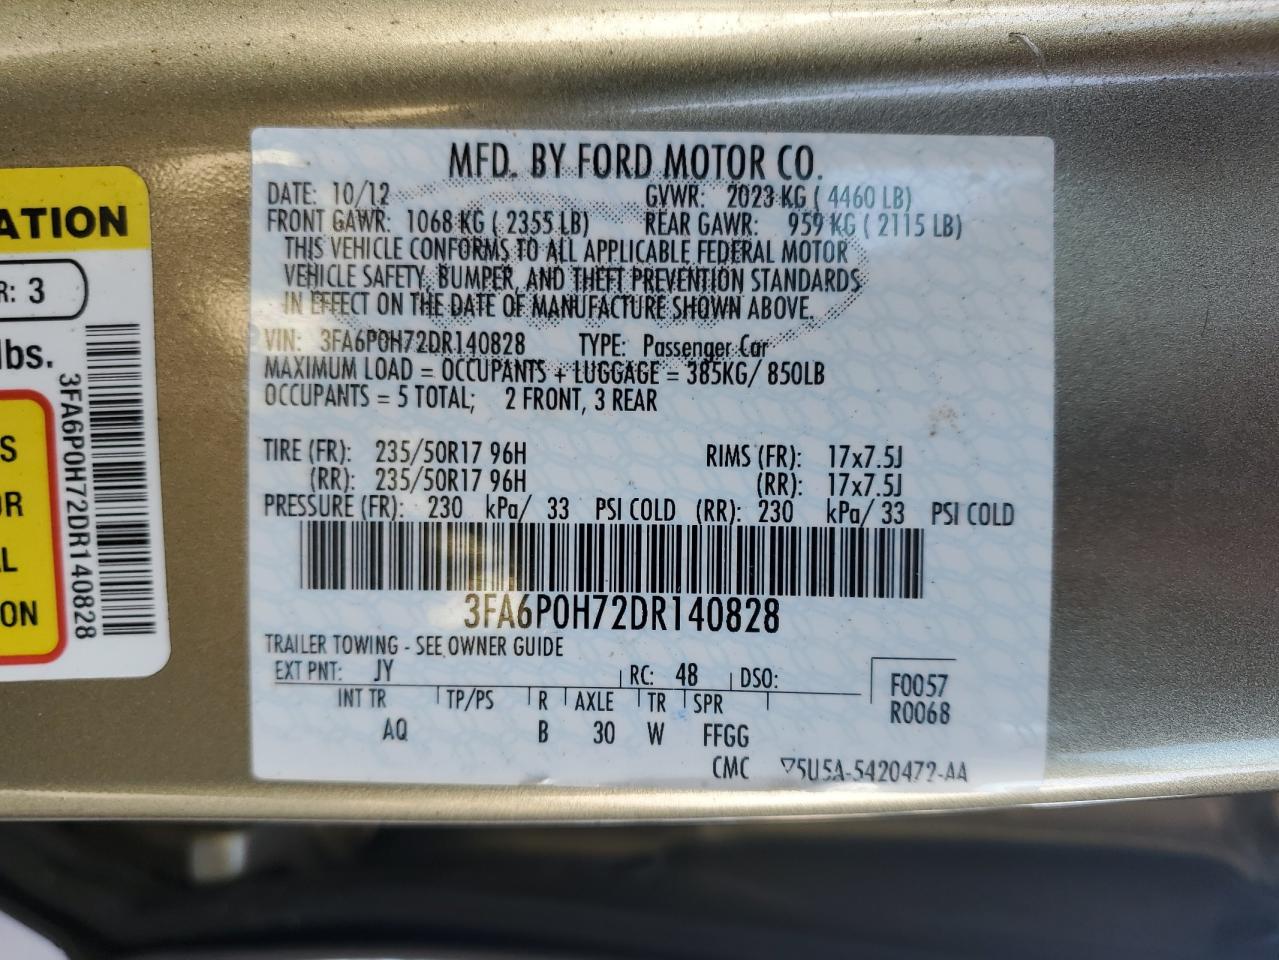 MFD. BY FORD MOTOR CO.
DATE: 10/12 GVWR: 2023 KG ( 4460 LB)
FRONT GAWR: 1068 KG ( 2355 LB) REAR GAWR: 959 KG ( 2115 LB)
THIS VEHICLE CONFORMS TO ALL APPLICABLE FEDERAL MOTOR
VEHICLE SAFETY, BUMPER, AND THEFT PREVENTION STANDARDS
IN EFFECT ON THE DATE OF MANUFACTURE SHOWN ABOVE.
VIN: 3FA6P0H72DR140828 TYPE: Passenger Car
MAXIMUM LOAD = OCCUPANTS + LUGGAGE = 385KG/ 850LB
OCCUPANTS = 5 TOTAL; 2 FRONT, 3 REAR
TIRE (FR): 235/50R17 96H RIMS (FR): 17x7.5J
(RR): 235/50R17 96H (RR): 17x7.5J
PRESSURE (FR): 230 kPa/ 33 PSI COLD (RR): 230 kPa/ 33 PSI COLD
3FA6P0H72DR140828
TRAILER TOWING - SEE OWNER GUIDE
EXT PNT: JY RC: 48 DSO:
F0057
R0068
INT TR TP/PS R AXLE TR SPR
AQ B 30 W FFGG
CMC ▽5U5A-5420472-AA
ATION
R: 3
lbs.
3FA6P0H72DR140828
S
OR
L
ON